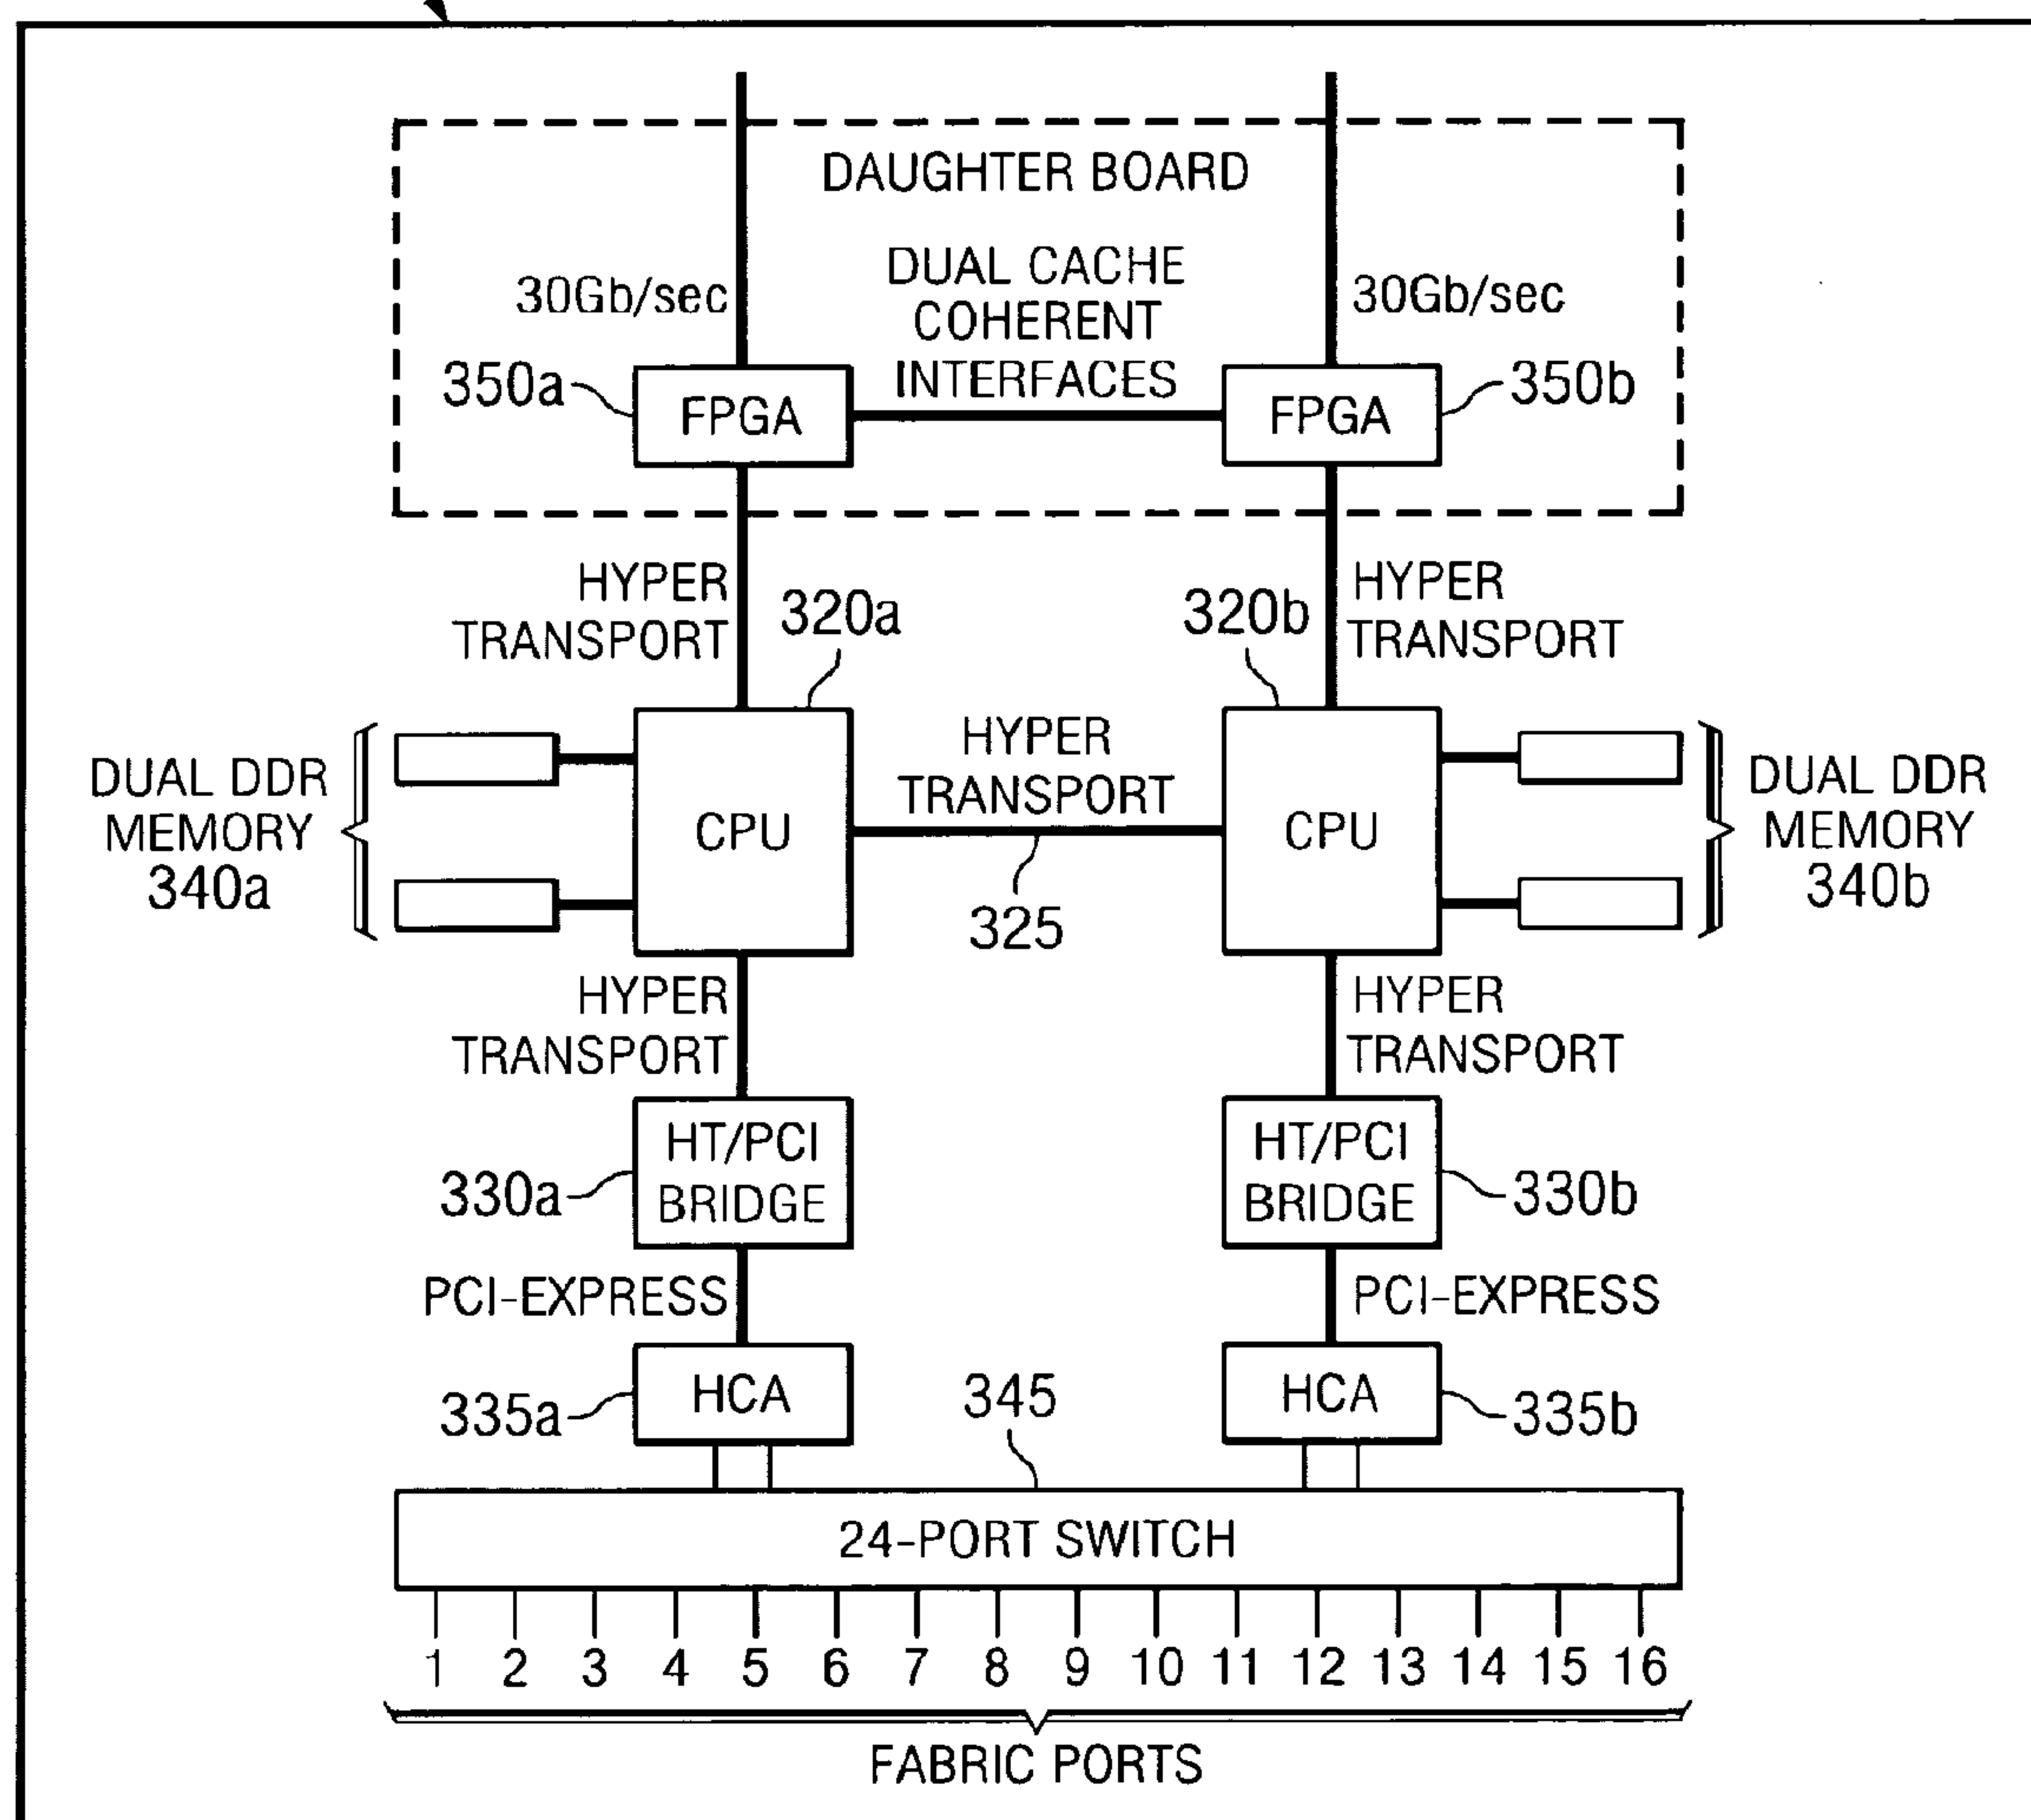 DAUGHTER BOARD
DUAL CACHE
COHERENT
INTERFACES
30Gb/sec
30Gb/sec
350a
FPGA
FPGA
350b
HYPER
TRANSPORT
320a
320b
HYPER
TRANSPORT
HYPER
TRANSPORT
DUAL DDR
MEMORY
340a
CPU
CPU
325
DUAL DDR
MEMORY
340b
HYPER
TRANSPORT
HYPER
TRANSPORT
330a
HT/PCI
BRIDGE
HT/PCI
BRIDGE
330b
PCI-EXPRESS
PCI-EXPRESS
335a
HCA
345
HCA
335b
24-PORT SWITCH
1 2 3 4 5 6 7 8 9 10 11 12 13 14 15 16
FABRIC PORTS